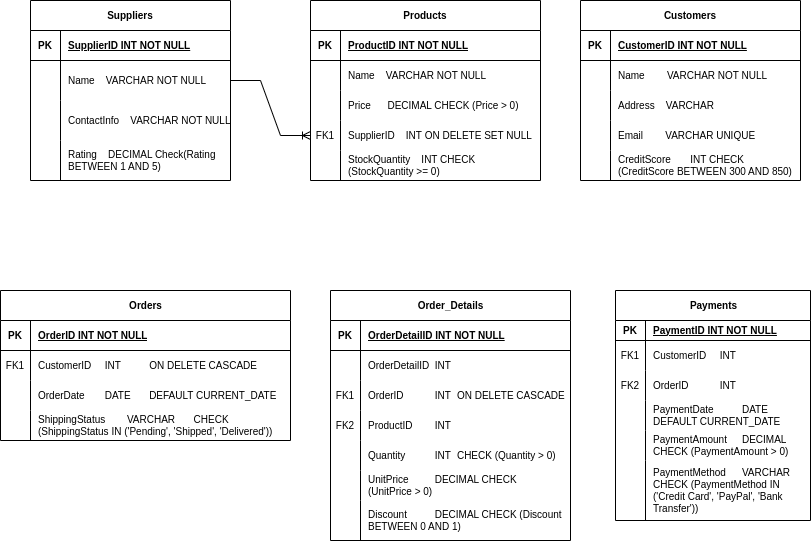 Suppliers
PK SupplierID INT NOT NULL
Name VARCHAR NOT NULL
ContactInfo VARCHAR NOT NULL
Rating DECIMAL Check(Rating
BETWEEN 1 AND 5)
Products
PK ProductID INT NOT NULL
Name VARCHAR NOT NULL
Price DECIMAL CHECK (Price > 0)
FK1 SupplierID INT ON DELETE SET NULL
StockQuantity INT CHECK
(StockQuantity >= 0)
Customers
PK CustomerID INT NOT NULL
Name VARCHAR NOT NULL
Address VARCHAR
Email VARCHAR UNIQUE
CreditScore INT CHECK
(CreditScore BETWEEN 300 AND 850)
Orders
PK OrderID INT NOT NULL
FK1 CustomerID INT ON DELETE CASCADE
OrderDate DATE DEFAULT CURRENT_DATE
ShippingStatus VARCHAR CHECK
(ShippingStatus IN ('Pending', 'Shipped', 'Delivered'))
Order_Details
PK OrderDetailID INT NOT NULL
OrderDetailID INT
FK1 OrderID INT ON DELETE CASCADE
FK2 ProductID INT
Quantity INT CHECK (Quantity > 0)
UnitPrice DECIMAL CHECK
(UnitPrice > 0)
Discount DECIMAL CHECK (Discount
BETWEEN 0 AND 1)
Payments
PK PaymentID INT NOT NULL
FK1 CustomerID INT
FK2 OrderID INT
PaymentDate DATE
DEFAULT CURRENT_DATE
PaymentAmount DECIMAL
CHECK (PaymentAmount > 0)
PaymentMethod VARCHAR
CHECK (PaymentMethod IN
('Credit Card', 'PayPal', 'Bank
Transfer'))